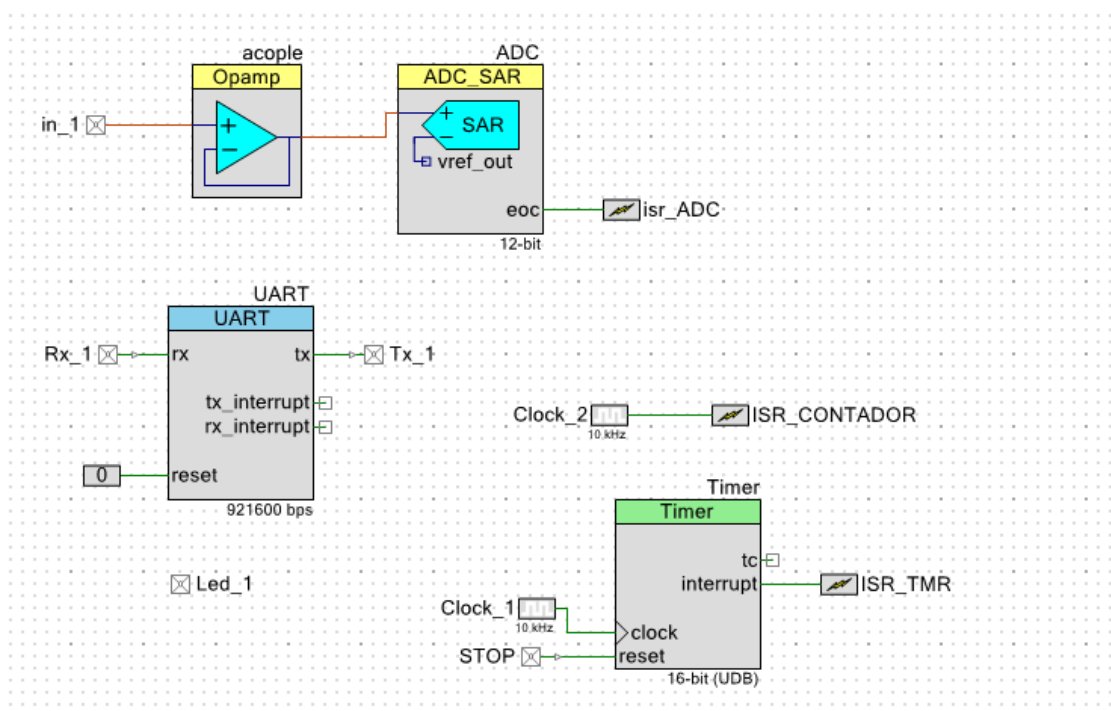 acople
Opamp
in_1
+
−
ADC
ADC_SAR
+
−
SAR
vref_out
eoc
isr_ADC
12-bit
UART
UART
Rx_1
rx
tx
Tx_1
tx_interrupt
rx_interrupt
0
reset
921600 bps
Clock_2
10 kHz
ISR_CONTADOR
Led_1
Timer
Timer
tc
interrupt
ISR_TMR
Clock_1
10 kHz
clock
STOP
reset
16-bit (UDB)